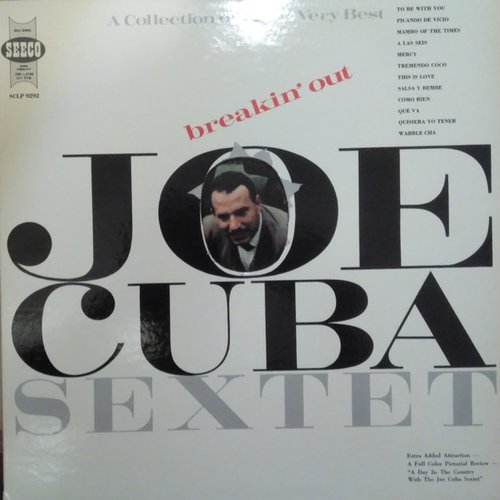 A Collection Very Best
SEECO
SCLP 9292
TO BE WITH YOU
PICANDO DE VICIO
MAMBO OF THE TIMES
A LAS SEIS
MERCY
TREMENDO COCO
THIS IS LOVE
SALSA Y BEMBE
COMO RIEN
QUE VA
QUISIERA YO TENER
WABBLE CHA
breakin' out
JOE
CUBA
SEXTET
Extra Added Attraction —
A Full Color Pictorial Review —
"A Day In The Country
With The Joe Cuba Sextet"